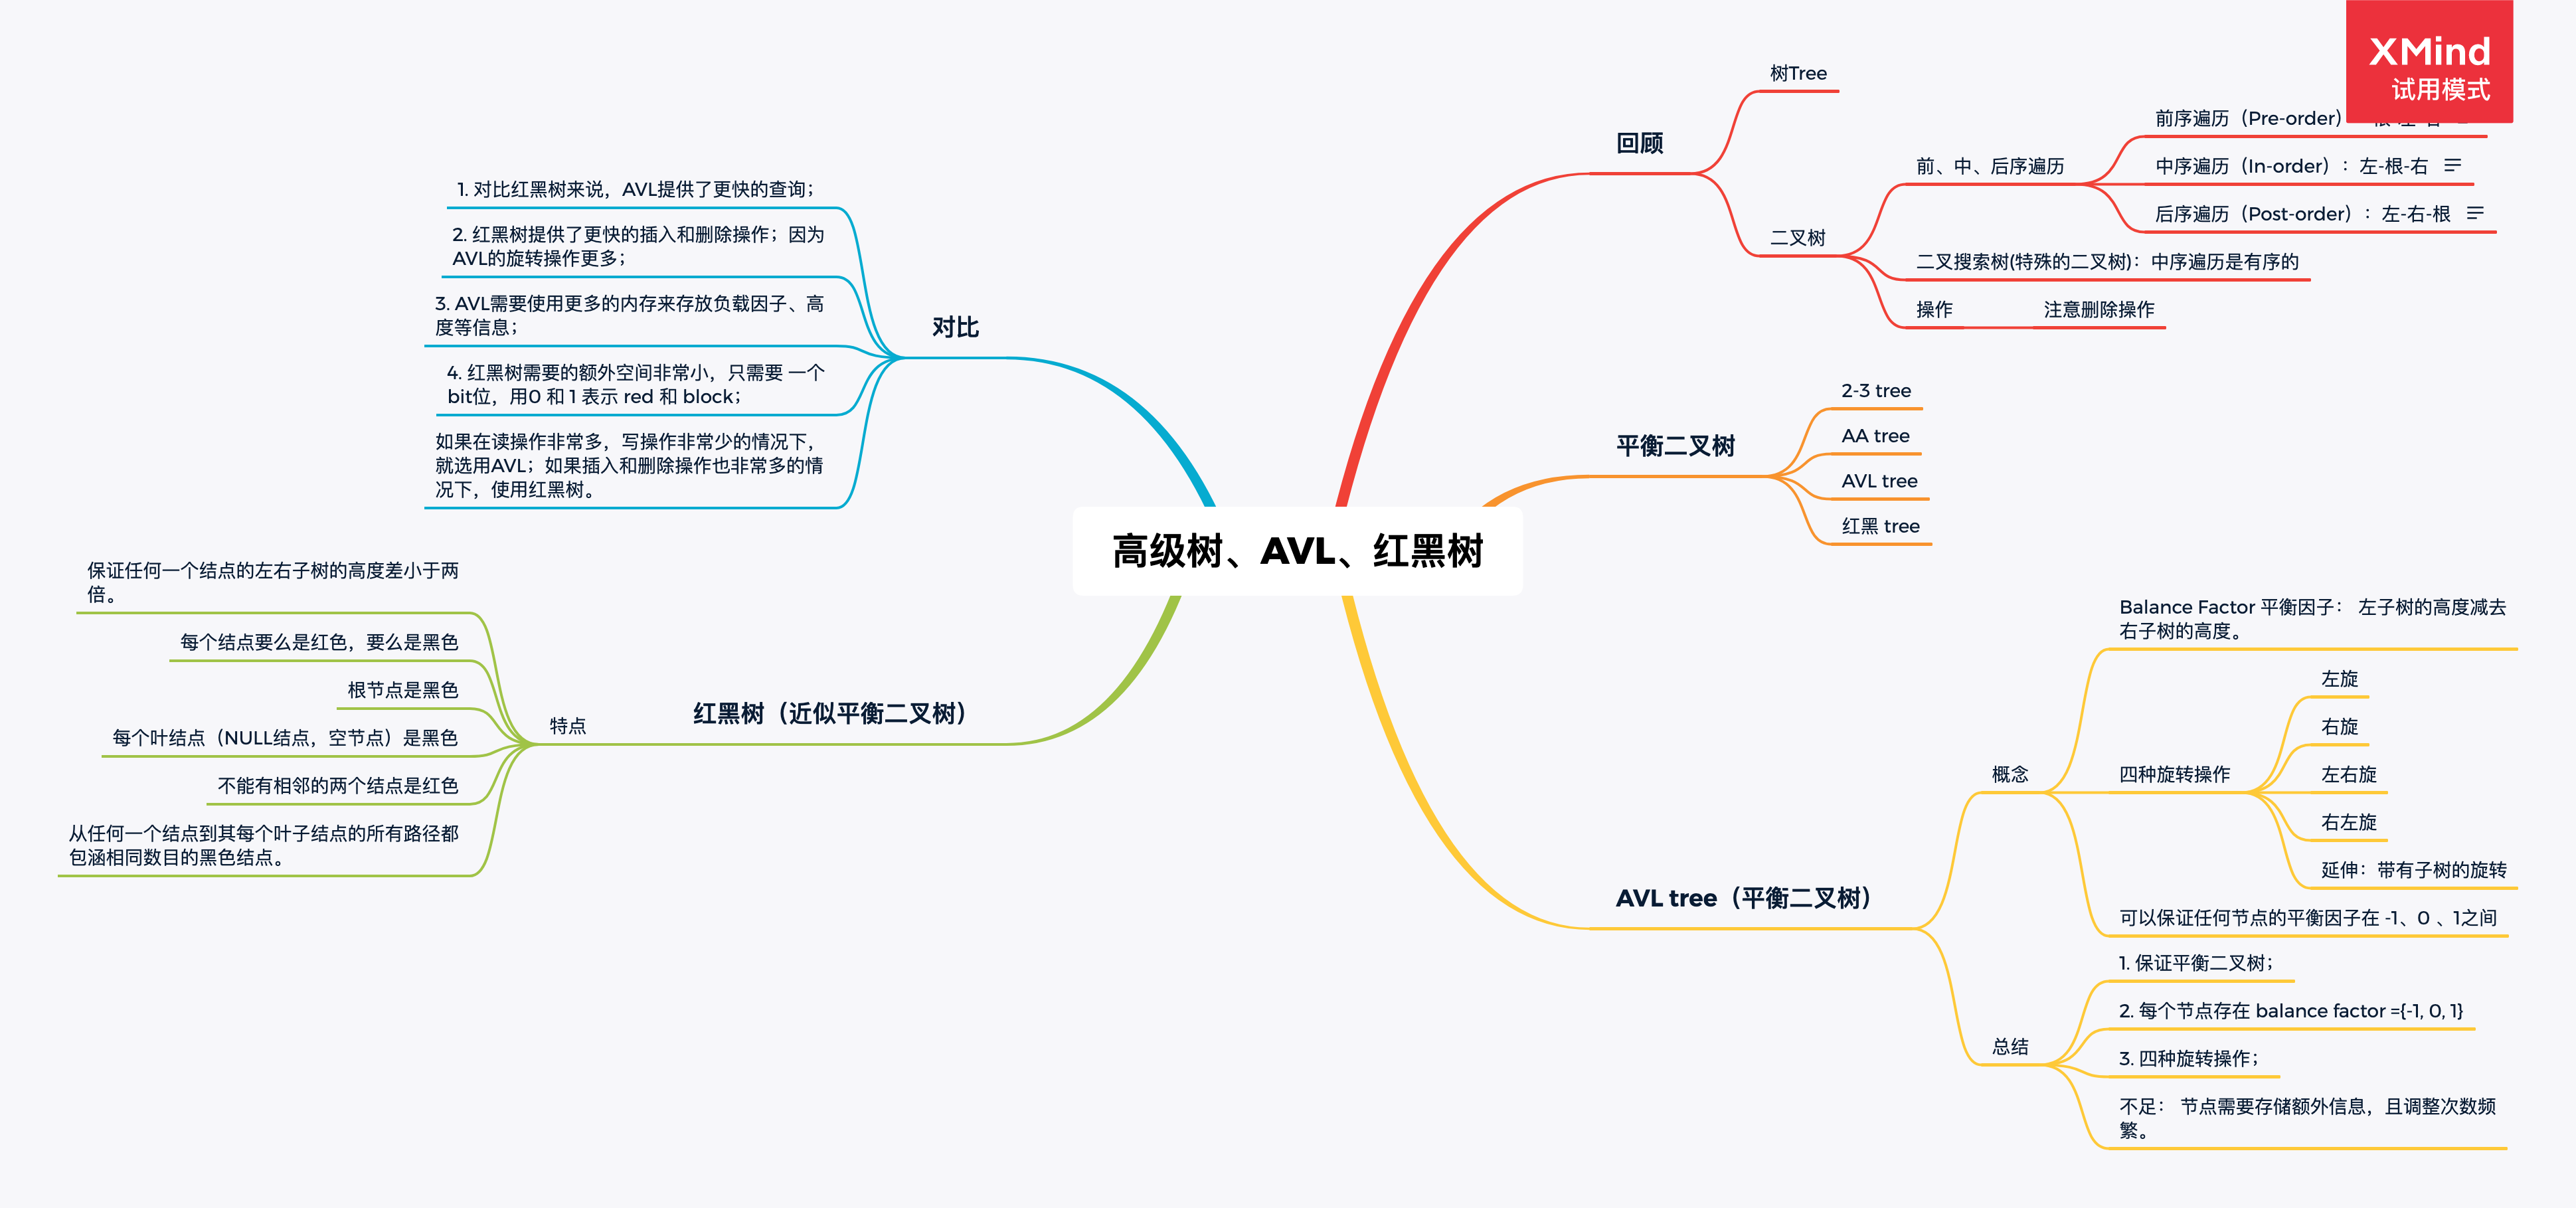 高级树、AVL、红黑树
回顾
树Tree
二叉树
前、中、后序遍历
前序遍历（Pre-order）
中序遍历（In-order）：左-根-右
后序遍历（Post-order）：左-右-根
二叉搜索树(特殊的二叉树)：中序遍历是有序的
操作
注意删除操作
平衡二叉树
2-3 tree
AA tree
AVL tree
红黑 tree
AVL tree（平衡二叉树）
概念
Balance Factor 平衡因子： 左子树的高度减去
右子树的高度。
四种旋转操作
左旋
右旋
左右旋
右左旋
延伸：带有子树的旋转
可以保证任何节点的平衡因子在 -1、0 、1之间
总结
1. 保证平衡二叉树；
2. 每个节点存在 balance factor ={-1, 0, 1}
3. 四种旋转操作；
不足： 节点需要存储额外信息，且调整次数频
繁。
红黑树（近似平衡二叉树）
特点
保证任何一个结点的左右子树的高度差小于两
倍。
每个结点要么是红色，要么是黑色
根节点是黑色
每个叶结点（NULL结点，空节点）是黑色
不能有相邻的两个结点是红色
从任何一个结点到其每个叶子结点的所有路径都
包涵相同数目的黑色结点。
对比
1. 对比红黑树来说，AVL提供了更快的查询；
2. 红黑树提供了更快的插入和删除操作；因为
AVL的旋转操作更多；
3. AVL需要使用更多的内存来存放负载因子、高
度等信息；
4. 红黑树需要的额外空间非常小，只需要 一个
bit位，用0 和 1 表示 red 和 block；
如果在读操作非常多，写操作非常少的情况下，
就选用AVL；如果插入和删除操作也非常多的情
况下，使用红黑树。
XMind
试用模式